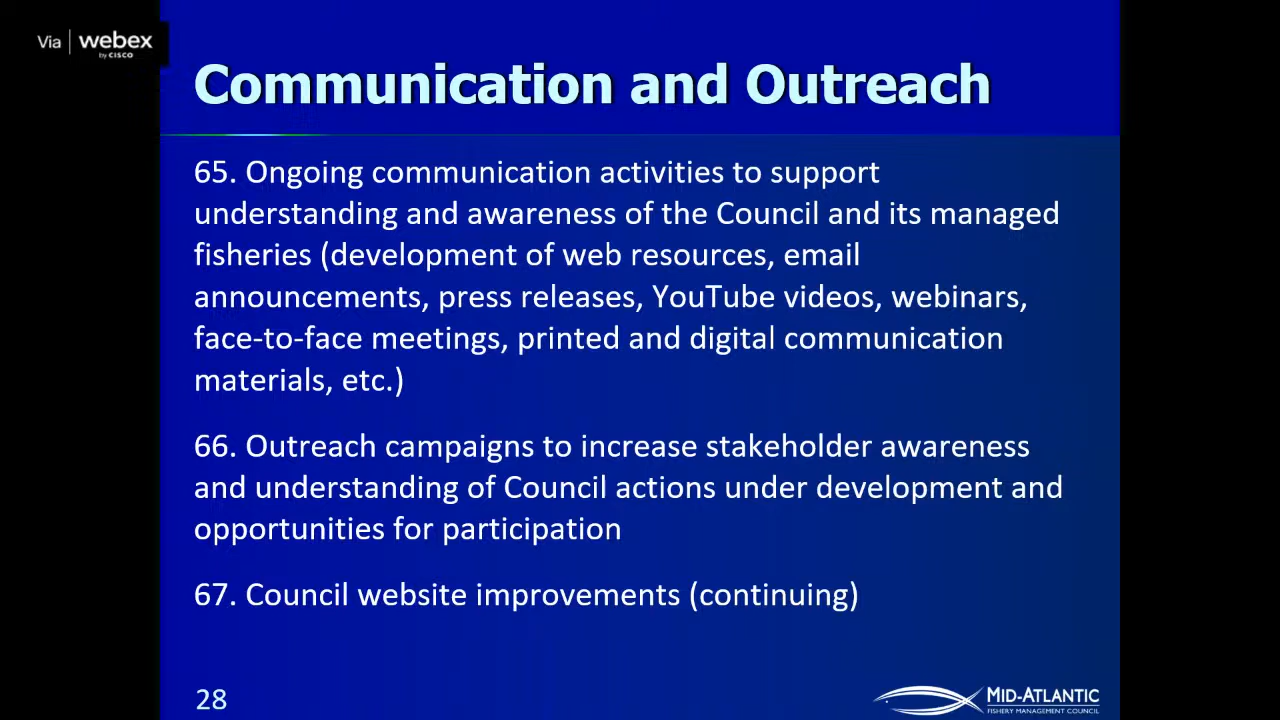 Via webex
by CISCO
Communication and Outreach
65. Ongoing communication activities to support
understanding and awareness of the Council and its managed
fisheries (development of web resources, email
announcements, press releases, YouTube videos, webinars,
face-to-face meetings, printed and digital communication
materials, etc.)
66. Outreach campaigns to increase stakeholder awareness
and understanding of Council actions under development and
opportunities for participation
67. Council website improvements (continuing)
28
MID-ATLANTIC
FISHERY MANAGEMENT COUNCIL